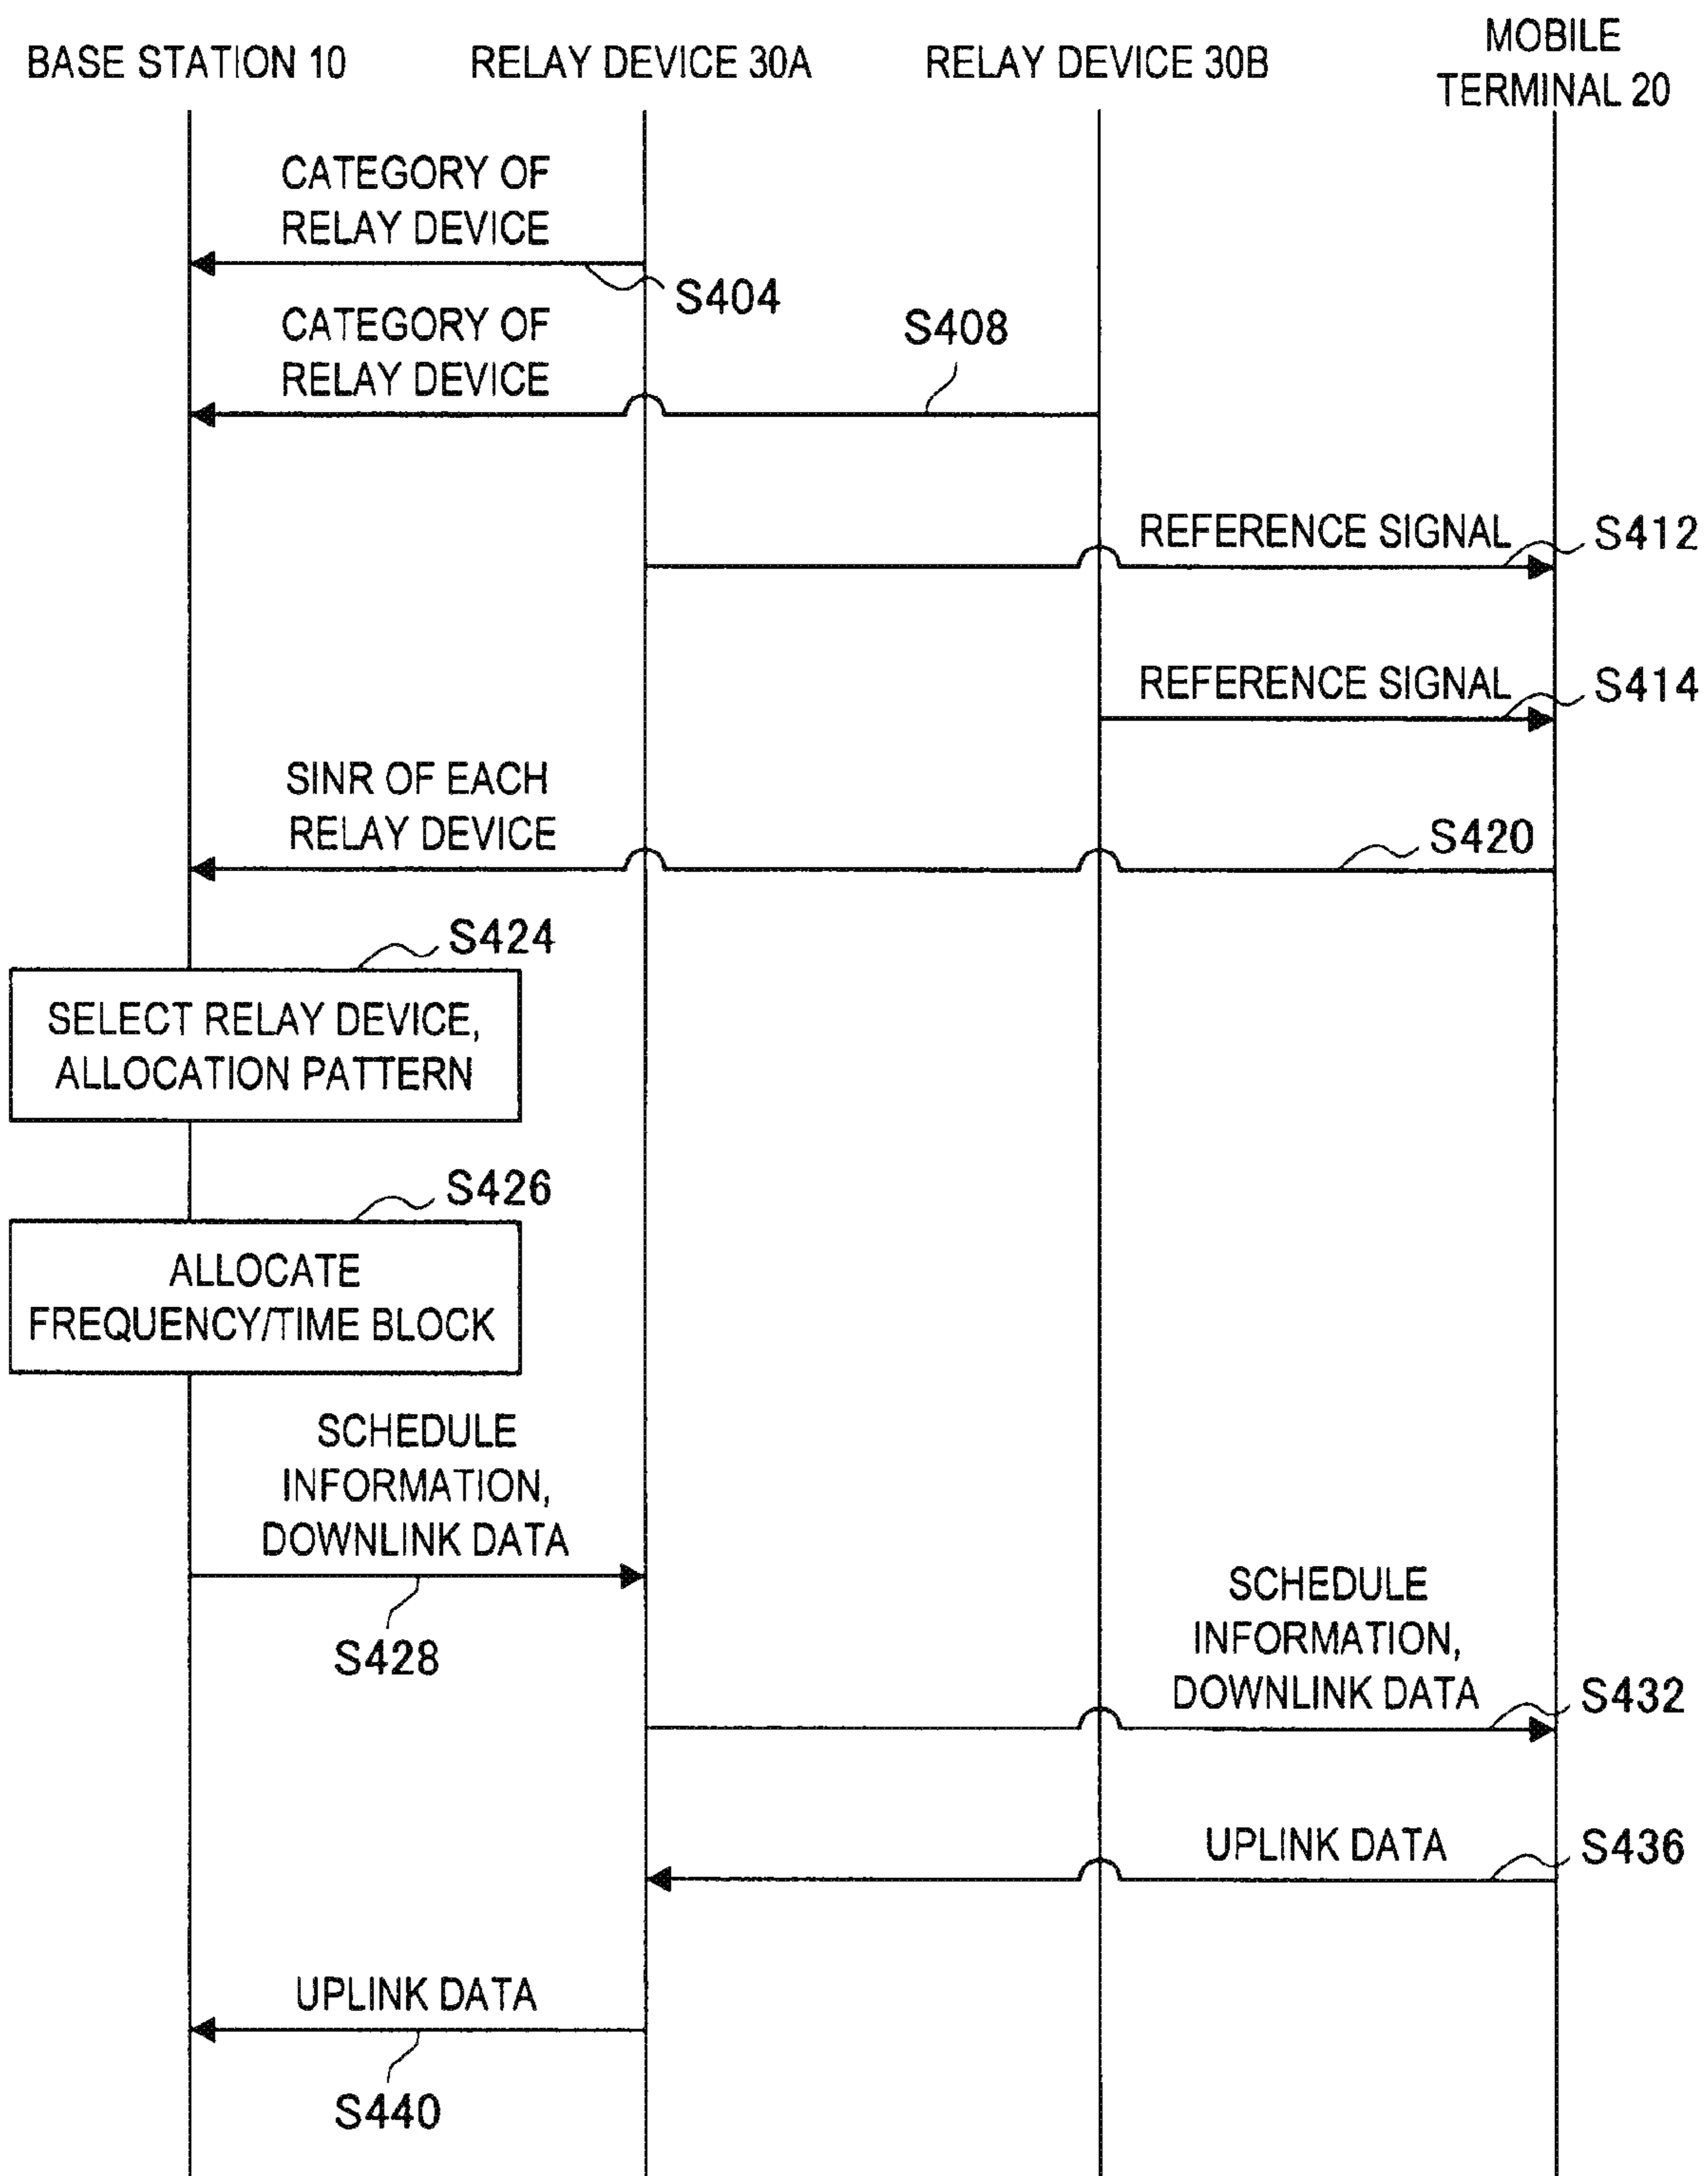 BASE STATION 10
RELAY DEVICE 30A
RELAY DEVICE 30B
MOBILE
TERMINAL 20
CATEGORY OF
RELAY DEVICE
S404
CATEGORY OF
RELAY DEVICE
S408
REFERENCE SIGNAL
S412
REFERENCE SIGNAL
S414
SINR OF EACH
RELAY DEVICE
S420
S424
SELECT RELAY DEVICE,
ALLOCATION PATTERN
S426
ALLOCATE
FREQUENCY/TIME BLOCK
SCHEDULE
INFORMATION,
DOWNLINK DATA
S428
SCHEDULE
INFORMATION,
DOWNLINK DATA
S432
UPLINK DATA
S436
UPLINK DATA
S440